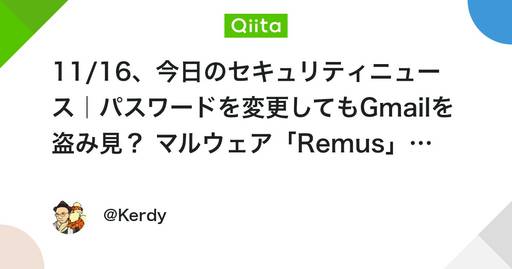 Qiita
11/16、今日のセキュリティニュー
ス｜パスワードを変更してもGmailを
盗み見？ マルウェア「Remus」…
@Kerdy